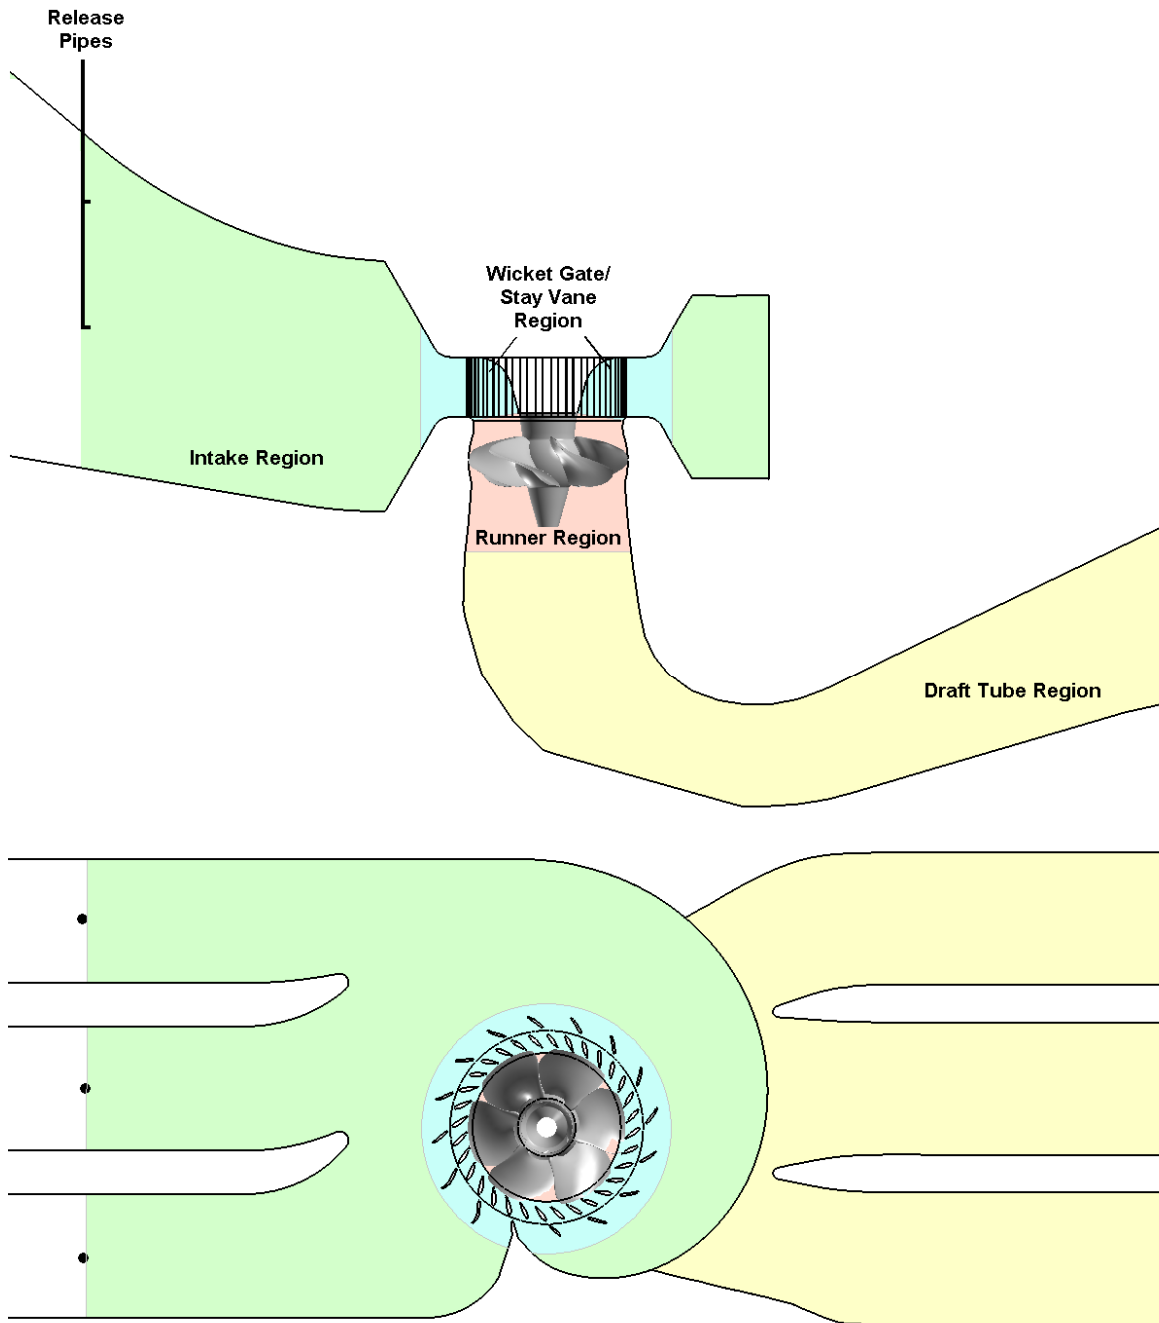 Release
Pipes
Wicket Gate/
Stay Vane
Region
Intake Region
Runner Region
Draft Tube Region